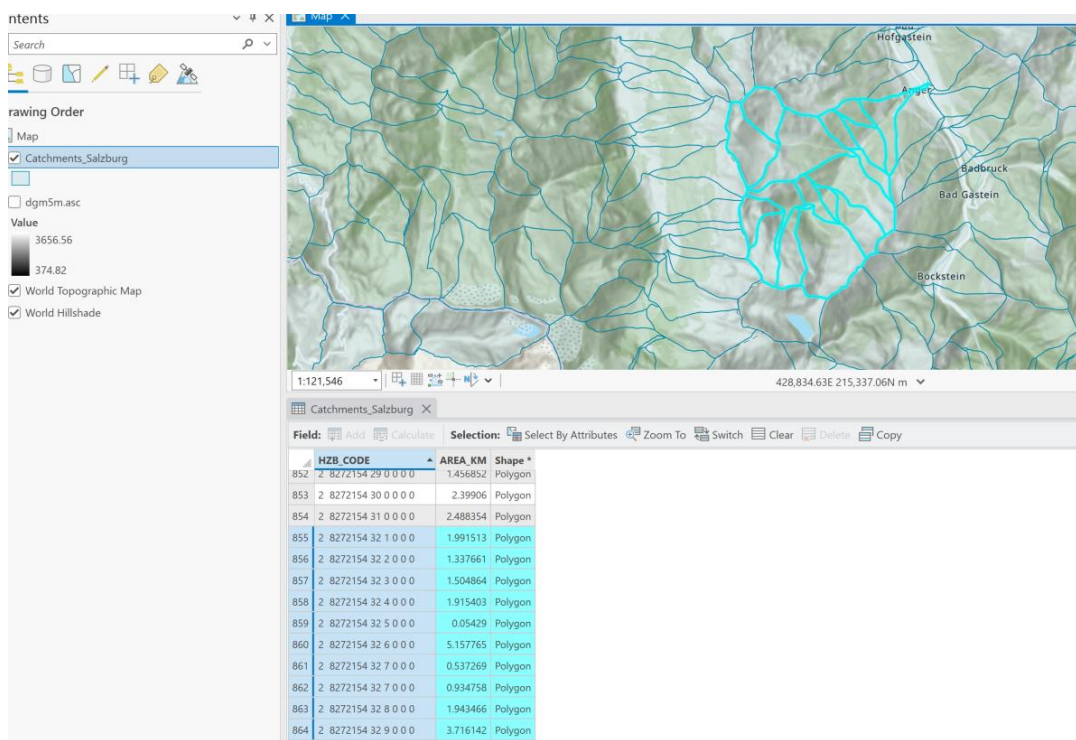 ntents
Map
Search
rawing Order
Map
Catchments_Salzburg
dgm5m.asc
Value
3656.56
374.82
World Topographic Map
World Hillshade
Hofgastein
Anger
Badbruck
Bad Gastein
Böckstein
1:121,546
428,834.63E 215,337.06N m
Catchments_Salzburg
Field: Add Calculate Selection: Select By Attributes Zoom To Switch Clear Delete Copy
HZB_CODE AREA_KM Shape *
852 2 8272154 29 0 0 0 0 1.456852 Polygon
853 2 8272154 30 0 0 0 0 2.39906 Polygon
854 2 8272154 31 0 0 0 0 2.488354 Polygon
855 2 8272154 32 1 0 0 0 1.991513 Polygon
856 2 8272154 32 2 0 0 0 1.337661 Polygon
857 2 8272154 32 3 0 0 0 1.504864 Polygon
858 2 8272154 32 4 0 0 0 1.915403 Polygon
859 2 8272154 32 5 0 0 0 0.05429 Polygon
860 2 8272154 32 6 0 0 0 5.157765 Polygon
861 2 8272154 32 7 0 0 0 0.537269 Polygon
862 2 8272154 32 7 0 0 0 0.934758 Polygon
863 2 8272154 32 8 0 0 0 1.943466 Polygon
864 2 8272154 32 9 0 0 0 3.716142 Polygon